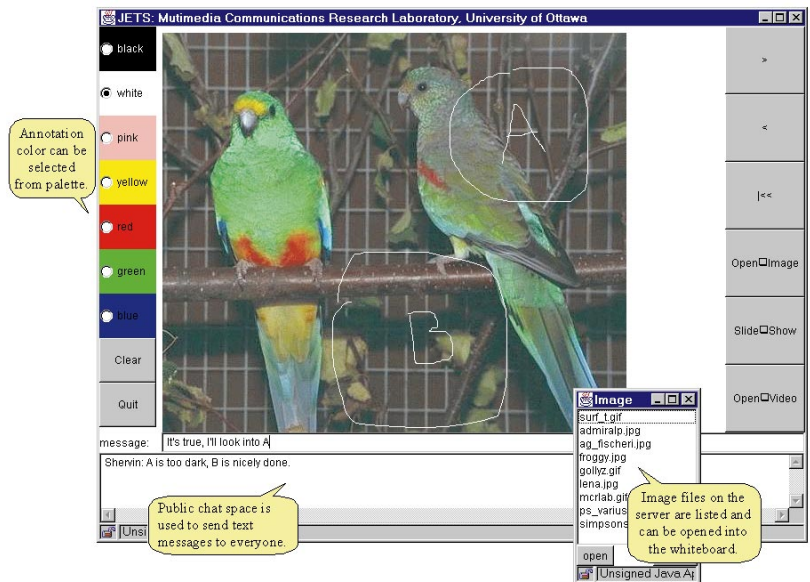 JETS: Mutimedia Communications Research Laboratory, University of Ottawa
black
white
pink
yellow
red
green
blue
Clear
Quit
Annotation
color can be
selected
from palette.
A
B
»
<
|<<
Open□Image
Slide□Show
Open□Video
message:
It's true, I'll look into A
Shervin: A is too dark, B is nicely done.
Public chat space is
used to send text
messages to everyone.
Unsi
Image
surf_t.gif
admiralp.jpg
ag_fischeri.jpg
froggy.jpg
gollyz.gif
lena.jpg
mcrlab.gif
ps_varius
simpsons
open
Unsigned Java Ap
Image files on the
server are listed and
can be opened into
the whiteboard.